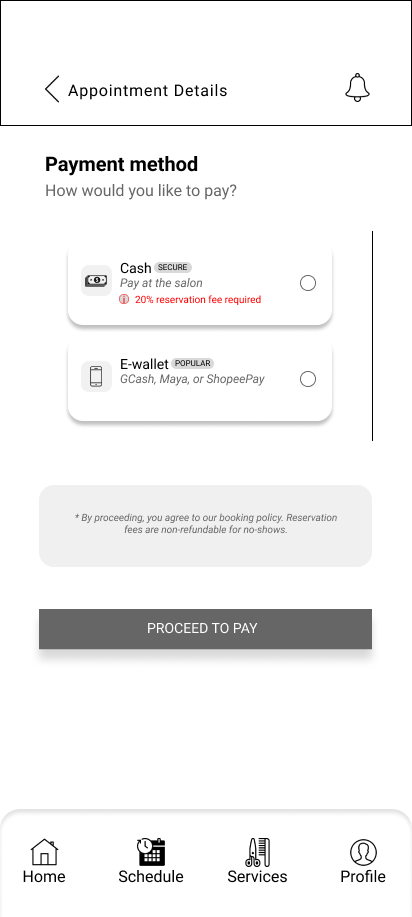 Appointment Details
Payment method
How would you like to pay?
Cash SECURE
Pay at the salon
20% reservation fee required
E-wallet POPULAR
GCash, Maya, or ShopeePay
* By proceeding, you agree to our booking policy. Reservation
fees are non-refundable for no-shows.
PROCEED TO PAY
Home Schedule Services Profile